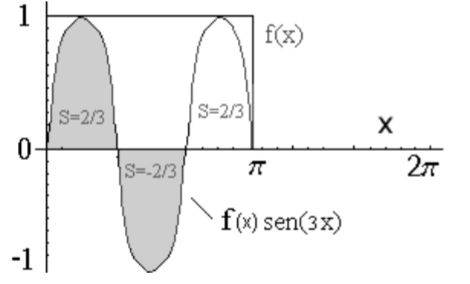 1
f(x)
S=2/3
S=2/3
x
0
π
2π
S=-2/3
f(x) sen(3x)
-1